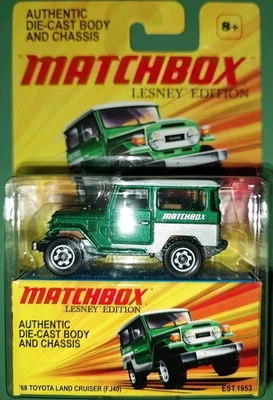 AUTHENTIC
DIE-CAST BODY
AND CHASSIS
8+
MATCHBOX
LESNEY EDITION
MATCHBOX
MATCHBOX
LESNEY EDITION
AUTHENTIC
DIE-CAST BODY
AND CHASSIS
'68 TOYOTA LAND CRUISER (FJ40)
EST.1953